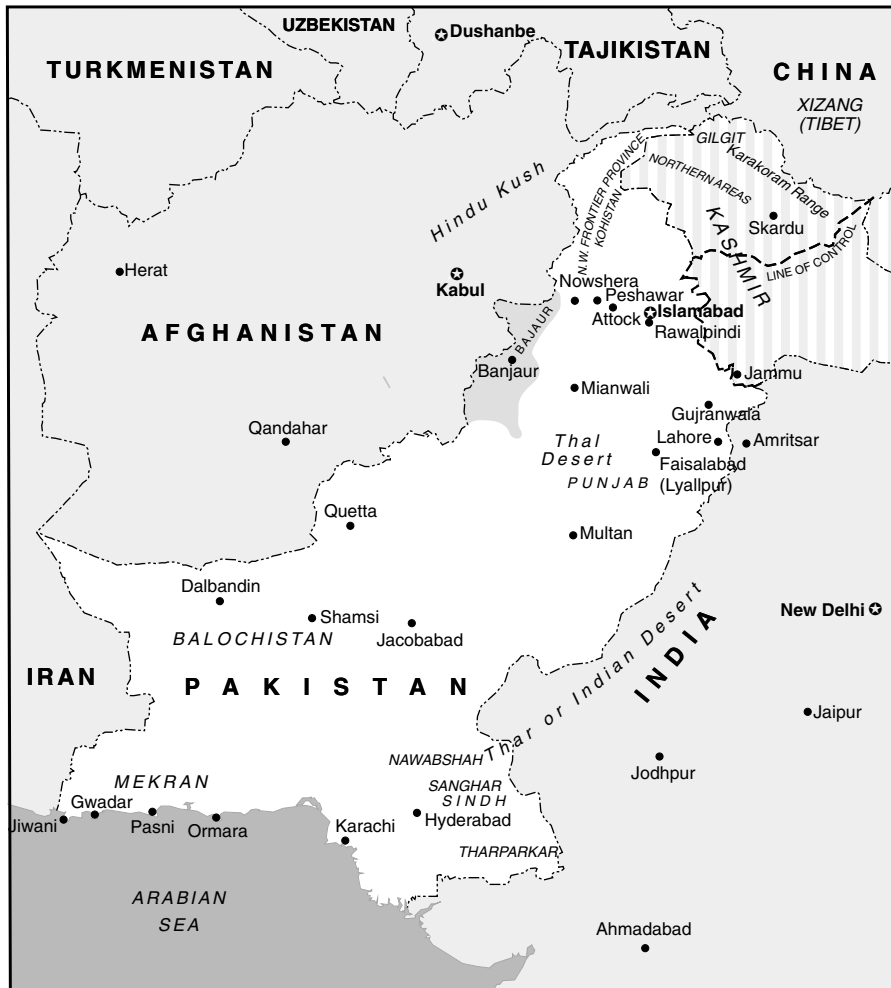 UZBEKISTAN
Dushanbe
TAJIKISTAN
TURKMENISTAN
CHINA
XIZANG
(TIBET)
GILGIT
Karakoram Range
NORTHERN AREAS
N.W. FRONTIER PROVINCE
KOHISTAN
Hindu Kush
Skardu
KASHMIR
LINE OF CONTROL
Herat
Kabul
Nowshera
Peshawar
Islamabad
Attock
Rawalpindi
AFGHANISTAN
BAJAUR
Banjaur
Jammu
Mianwali
Gujranwala
Qandahar
Thal
Desert
Lahore
Amritsar
Faisalabad
(Lyallpur)
PUNJAB
Quetta
Multan
Dalbandin
New Delhi
Shamsi
Jacobabad
BALOCHISTAN
Thar or Indian Desert
INDIA
IRAN
PAKISTAN
Jaipur
NAWABSHAH
Jodhpur
MEKRAN
SANGHAR
SINDH
Gwadar
Hyderabad
Jiwani
Pasni
Ormara
Karachi
THARPARKAR
ARABIAN
SEA
Ahmadabad